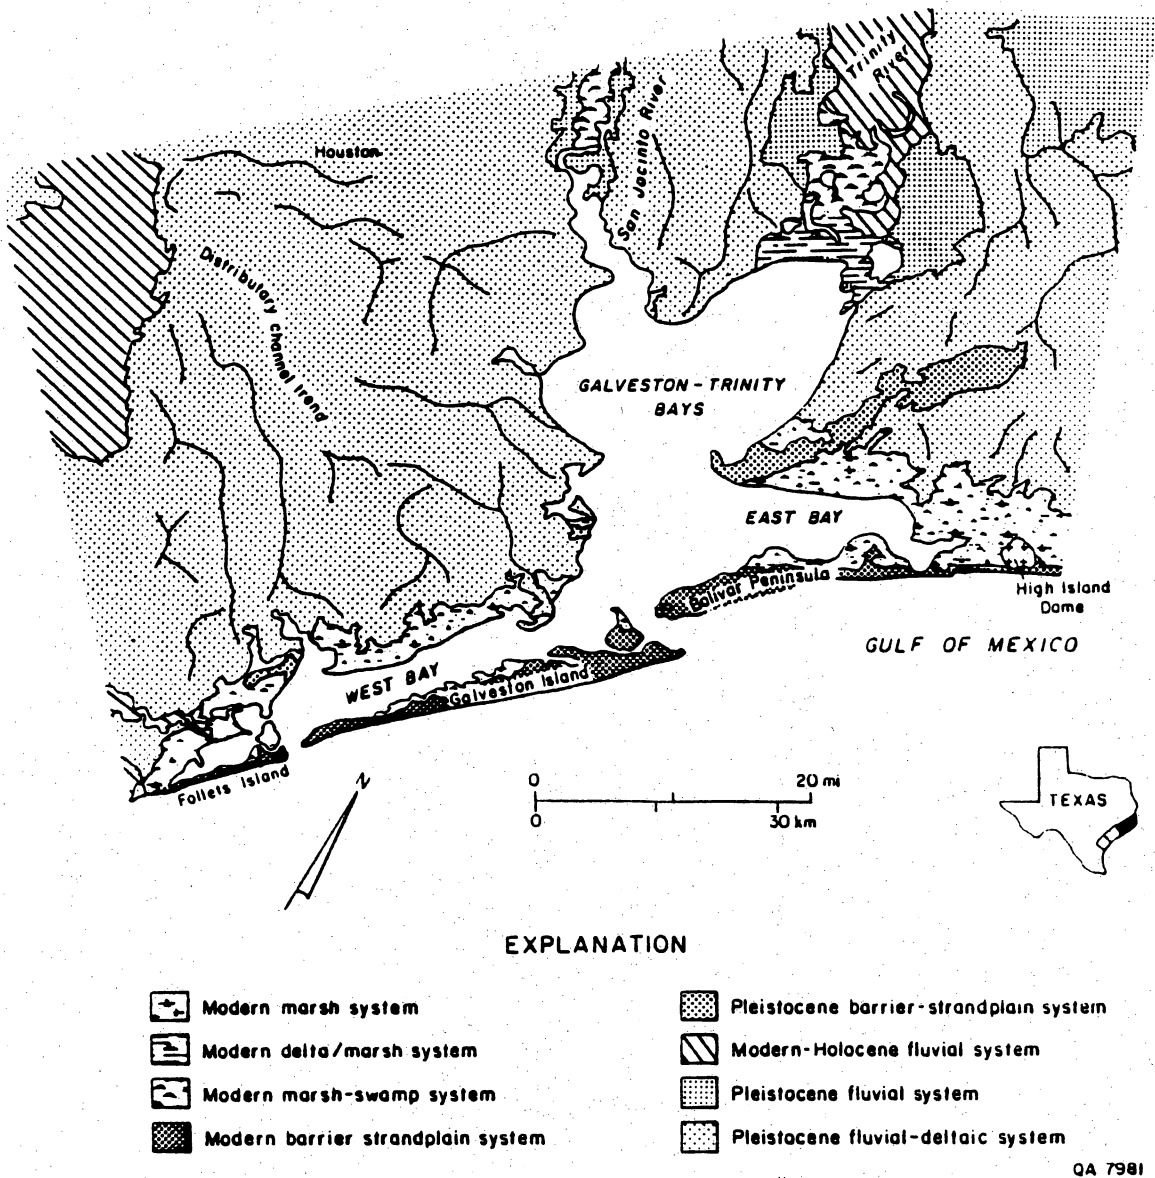 Trinity
River
San Jacinto River
Houston
Distributary channel trend
GALVESTON-TRINITY
BAYS
EAST BAY
Bolivar Peninsula
High Island
Dome
GULF OF MEXICO
WEST BAY
Galveston Island
Follets Island
N
0 20 mi
0 30 km
TEXAS
EXPLANATION
Modern marsh system
Modern delta/marsh system
Modern marsh-swamp system
Modern barrier strandplain system
Pleistocene barrier-strandplain system
Modern-Holocene fluvial system
Pleistocene fluvial system
Pleistocene fluvial-deltaic system
QA 7981